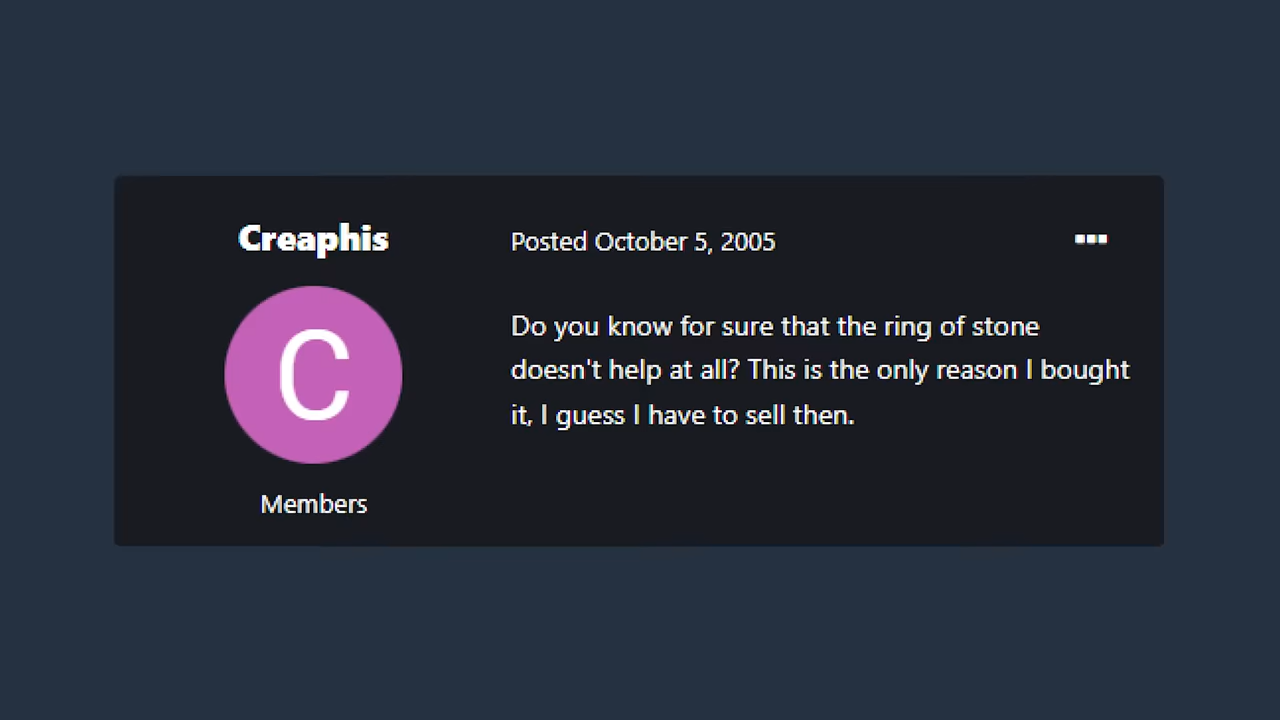 Creaphis
Posted October 5, 2005
Do you know for sure that the ring of stone
doesn't help at all? This is the only reason I bought
it, I guess I have to sell then.
C
Members